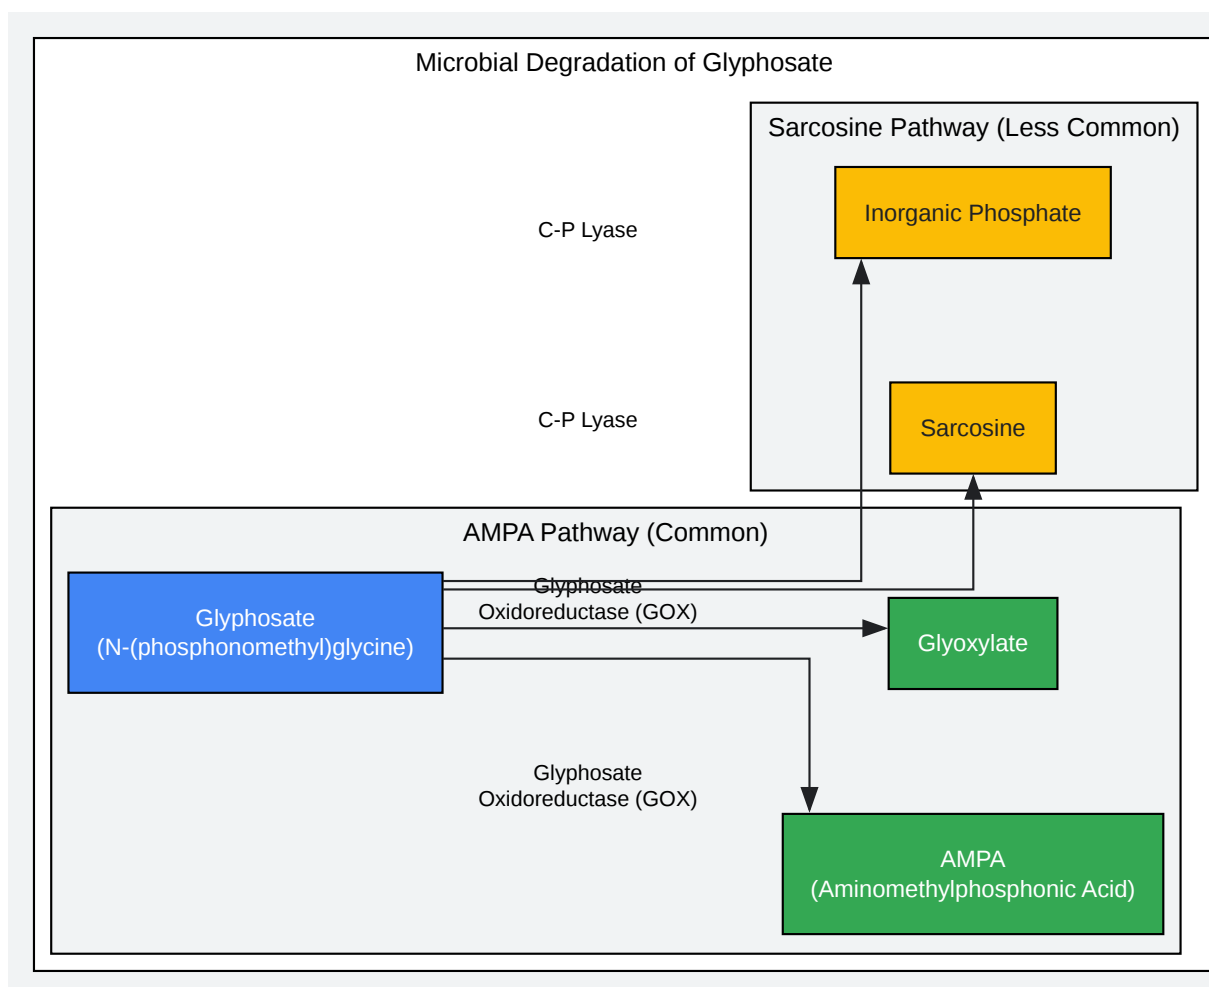 Microbial Degradation of Glyphosate
Sarcosine Pathway (Less Common)
Inorganic Phosphate
C-P Lyase
C-P Lyase
Sarcosine
AMPA Pathway (Common)
Glyphosate
(N-(phosphonomethyl)glycine)
Glyphosate
Oxidoreductase (GOX)
Glyoxylate
Glyphosate
Oxidoreductase (GOX)
AMPA
(Aminomethylphosphonic Acid)